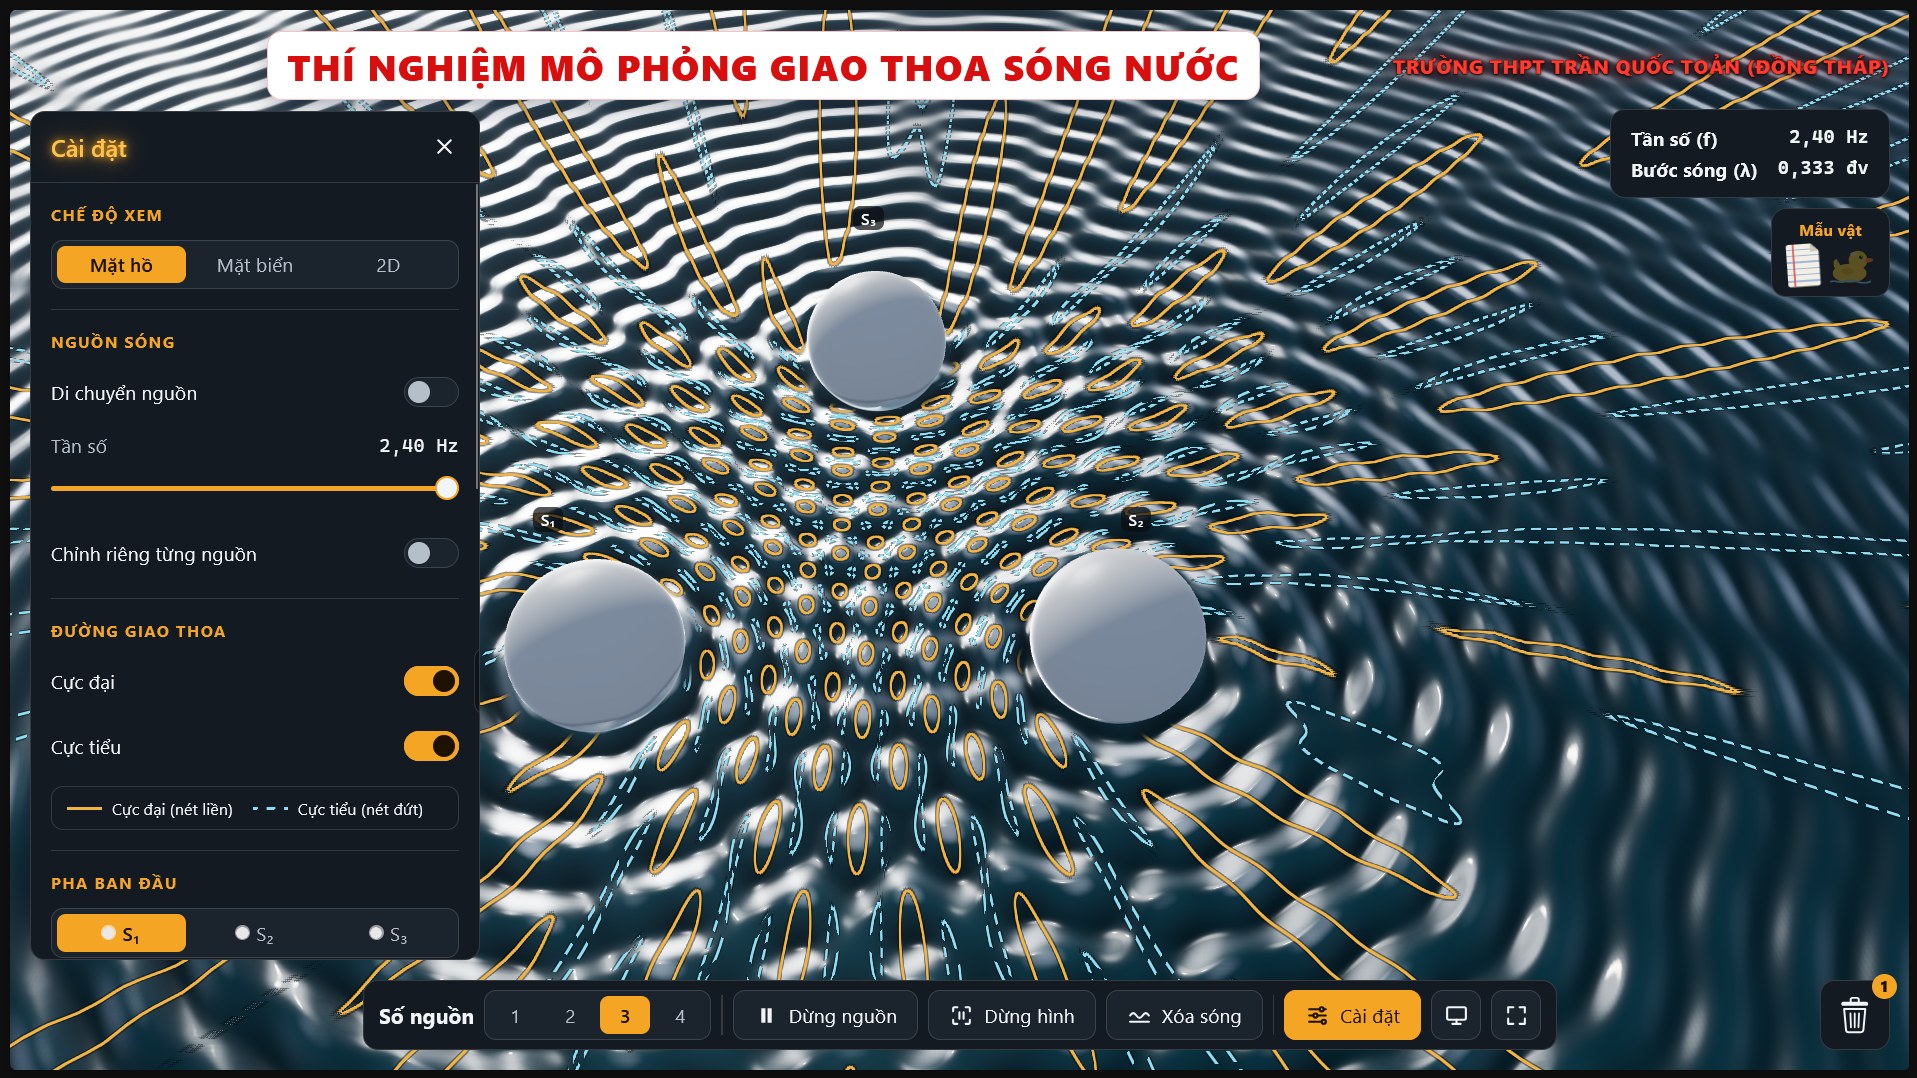 THÍ NGHIỆM MÔ PHỎNG GIAO THOA SÓNG NƯỚC
TRƯỜNG THPT TRẦN QUỐC TOẢN (ĐỒNG THÁP)
Cài đặt
CHẾ ĐỘ XEM
Mặt hồ Mặt biển 2D
NGUỒN SÓNG
Di chuyển nguồn
Tần số 2,40 Hz
Chỉnh riêng từng nguồn
ĐƯỜNG GIAO THOA
Cực đại
Cực tiểu
Cực đại (nét liền) Cực tiểu (nét đứt)
PHA BAN ĐẦU
S₁ S₂ S₃
Tần số (f) 2,40 Hz
Bước sóng (λ) 0,333 đv
Mẫu vật
S₃
S₁
S₂
Số nguồn 1 2 3 4 Dừng nguồn Dừng hình Xóa sóng Cài đặt
1